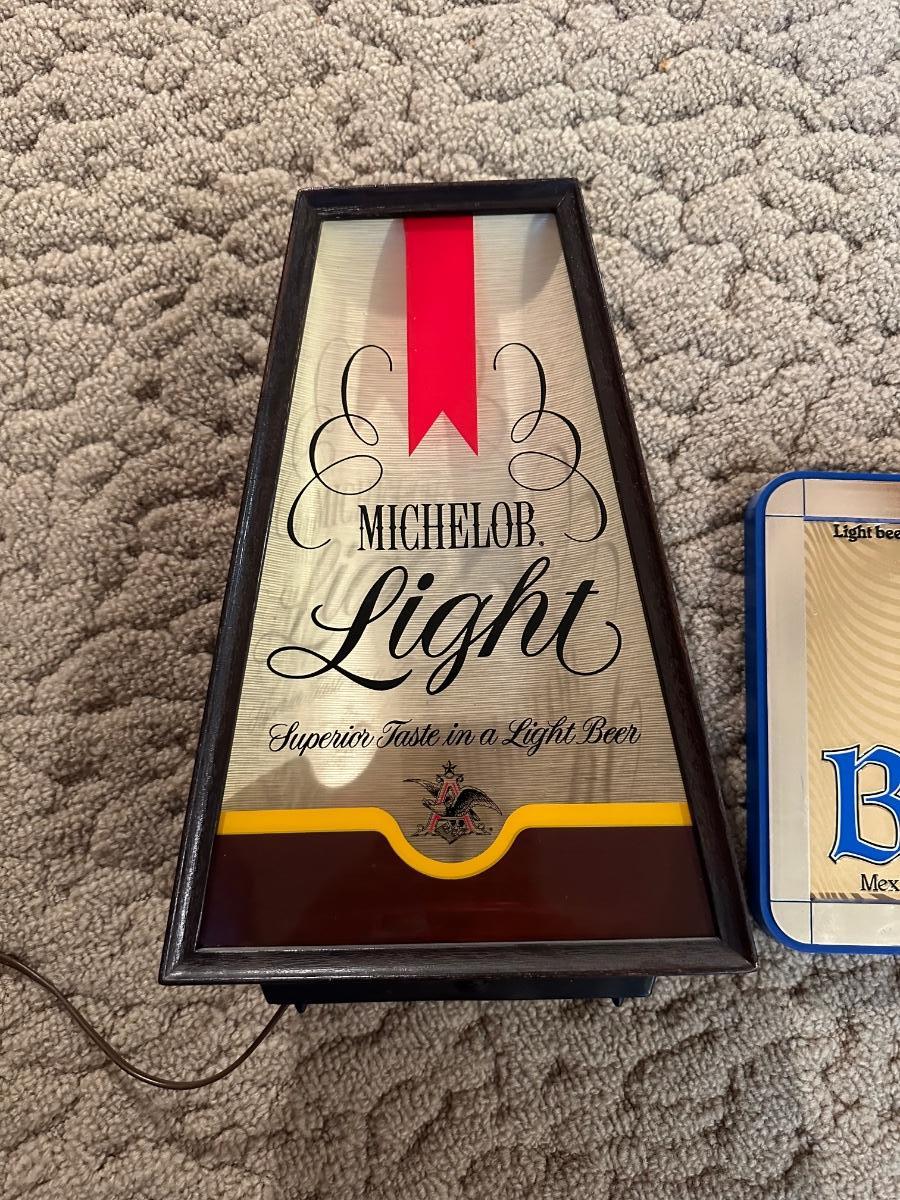 MICHELOB.
Light
Superior Taste in a Light Beer
A
Light bee
B
Mex